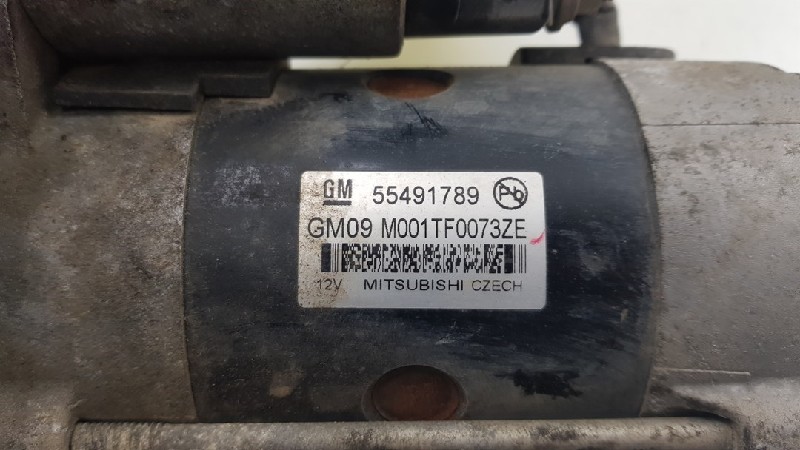 GM 55491789 Pb
GM09 M001TF0073ZE
12V MITSUBISHI CZECH